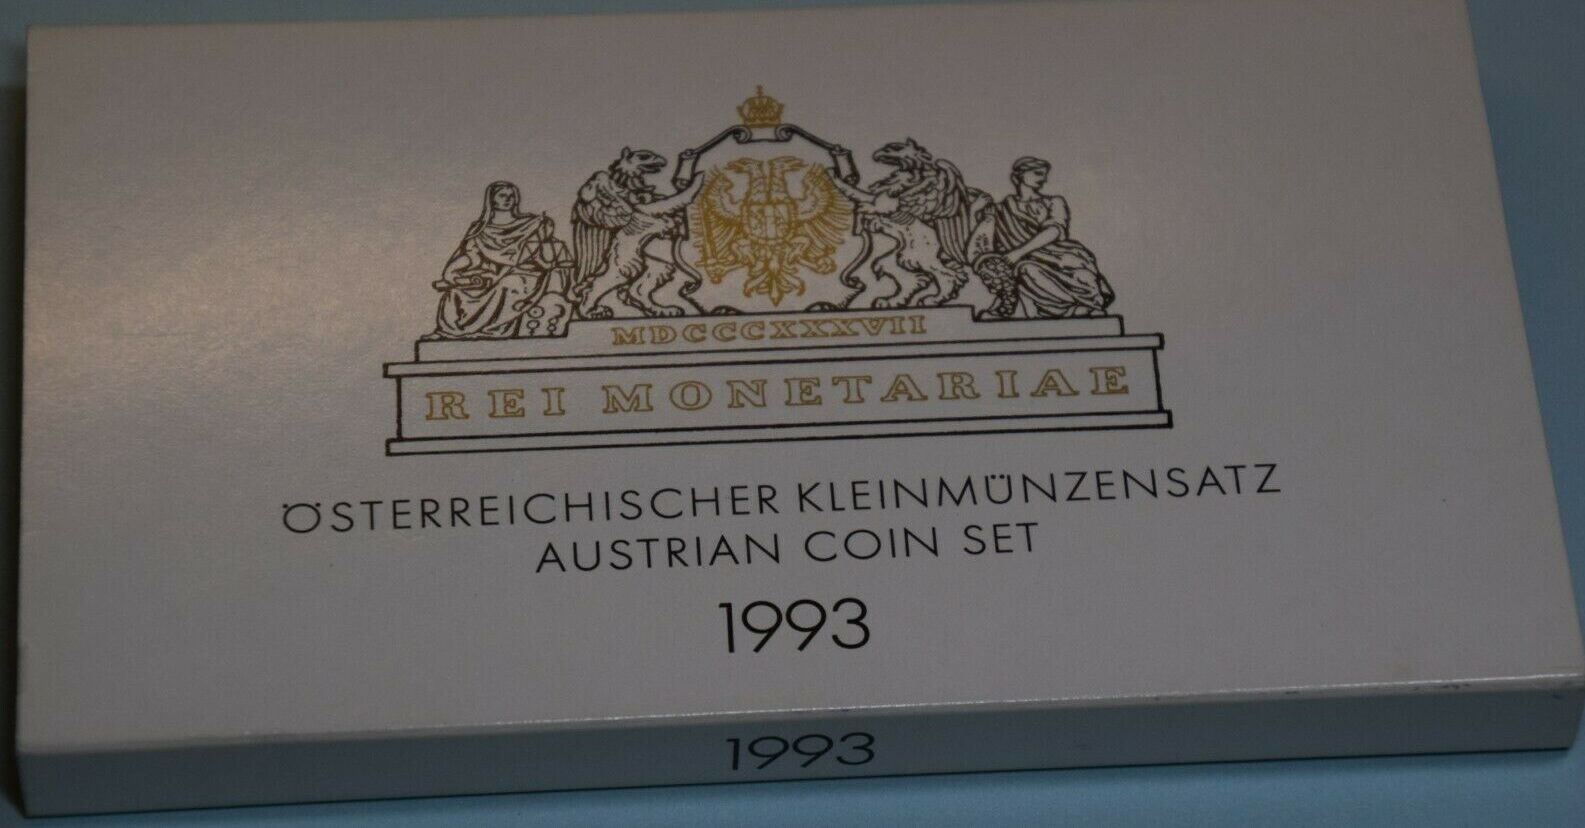 MDCCCXXXVII
REI MONETARIAE
ÖSTERREICHISCHER KLEINMÜNZENSATZ
AUSTRIAN COIN SET
1993
1993